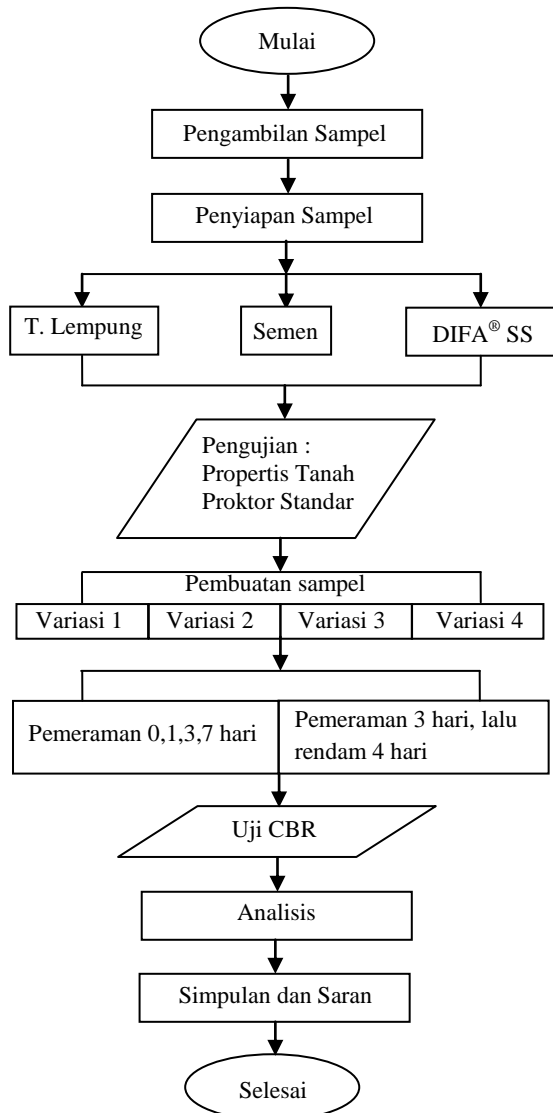 Mulai
Pengambilan Sampel
Penyiapan Sampel
T. Lempung
Semen
DIFA® SS
Pengujian :
Propertis Tanah
Proktor Standar
Pembuatan sampel
Variasi 1
Variasi 2
Variasi 3
Variasi 4
Pemeraman 0,1,3,7 hari
Pemeraman 3 hari, lalu
rendam 4 hari
Uji CBR
Analisis
Simpulan dan Saran
Selesai